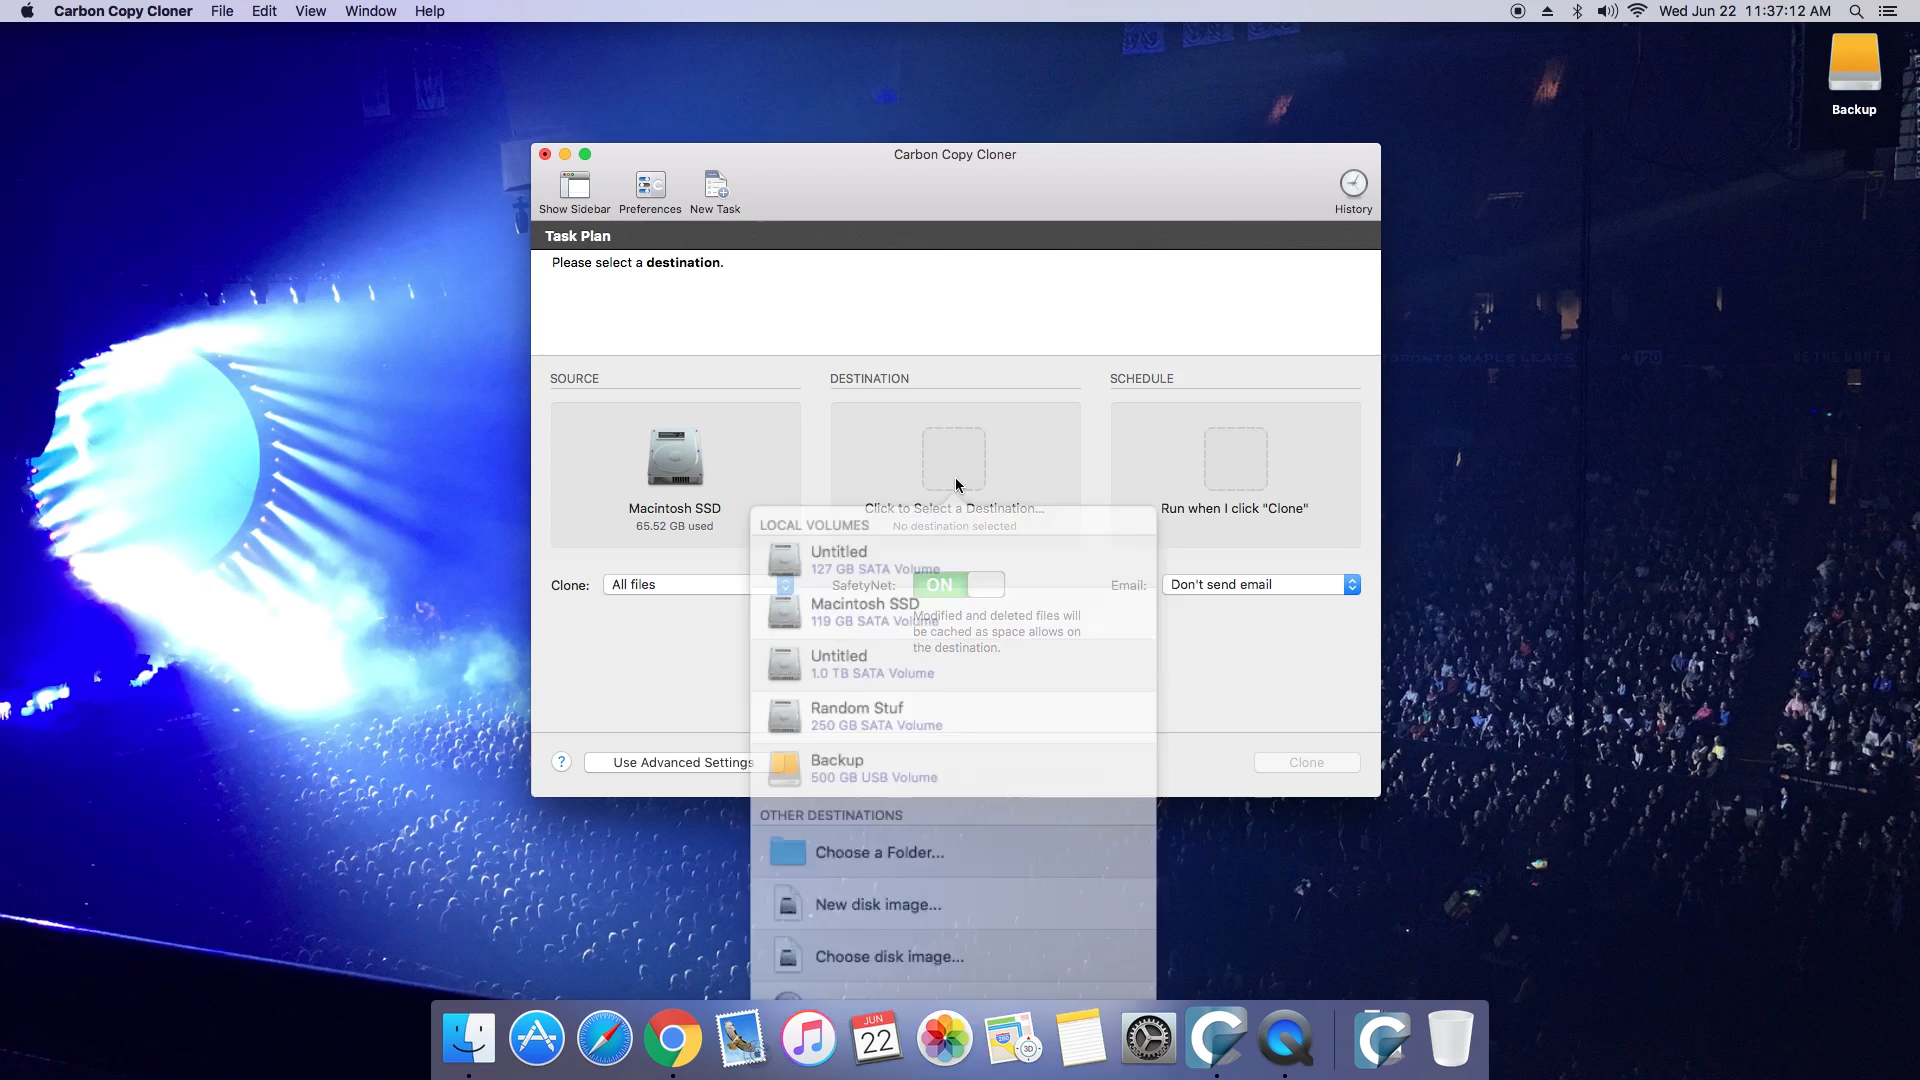 Carbon Copy Cloner File Edit View Window Help
Wed Jun 22 11:37:12 AM
Backup
Carbon Copy Cloner
Show Sidebar Preferences New Task
History
Task Plan
Please select a destination.
SOURCE DESTINATION SCHEDULE
Macintosh SSD
65.52 GB used
Click to Select a Destination...
No destination selected
Run when I click "Clone"
LOCAL VOLUMES
Untitled
127 GB SATA Volume
Clone: All files
SafetyNet: ON
Modified and deleted files will
be cached as space allows on
the destination.
Email: Don't send email
Macintosh SSD
119 GB SATA Volume
Untitled
1.0 TB SATA Volume
Random Stuf
250 GB SATA Volume
Backup
500 GB USB Volume
? Use Advanced Settings
Clone
OTHER DESTINATIONS
Choose a Folder...
New disk image...
Choose disk image...
JUN
22
280
3D